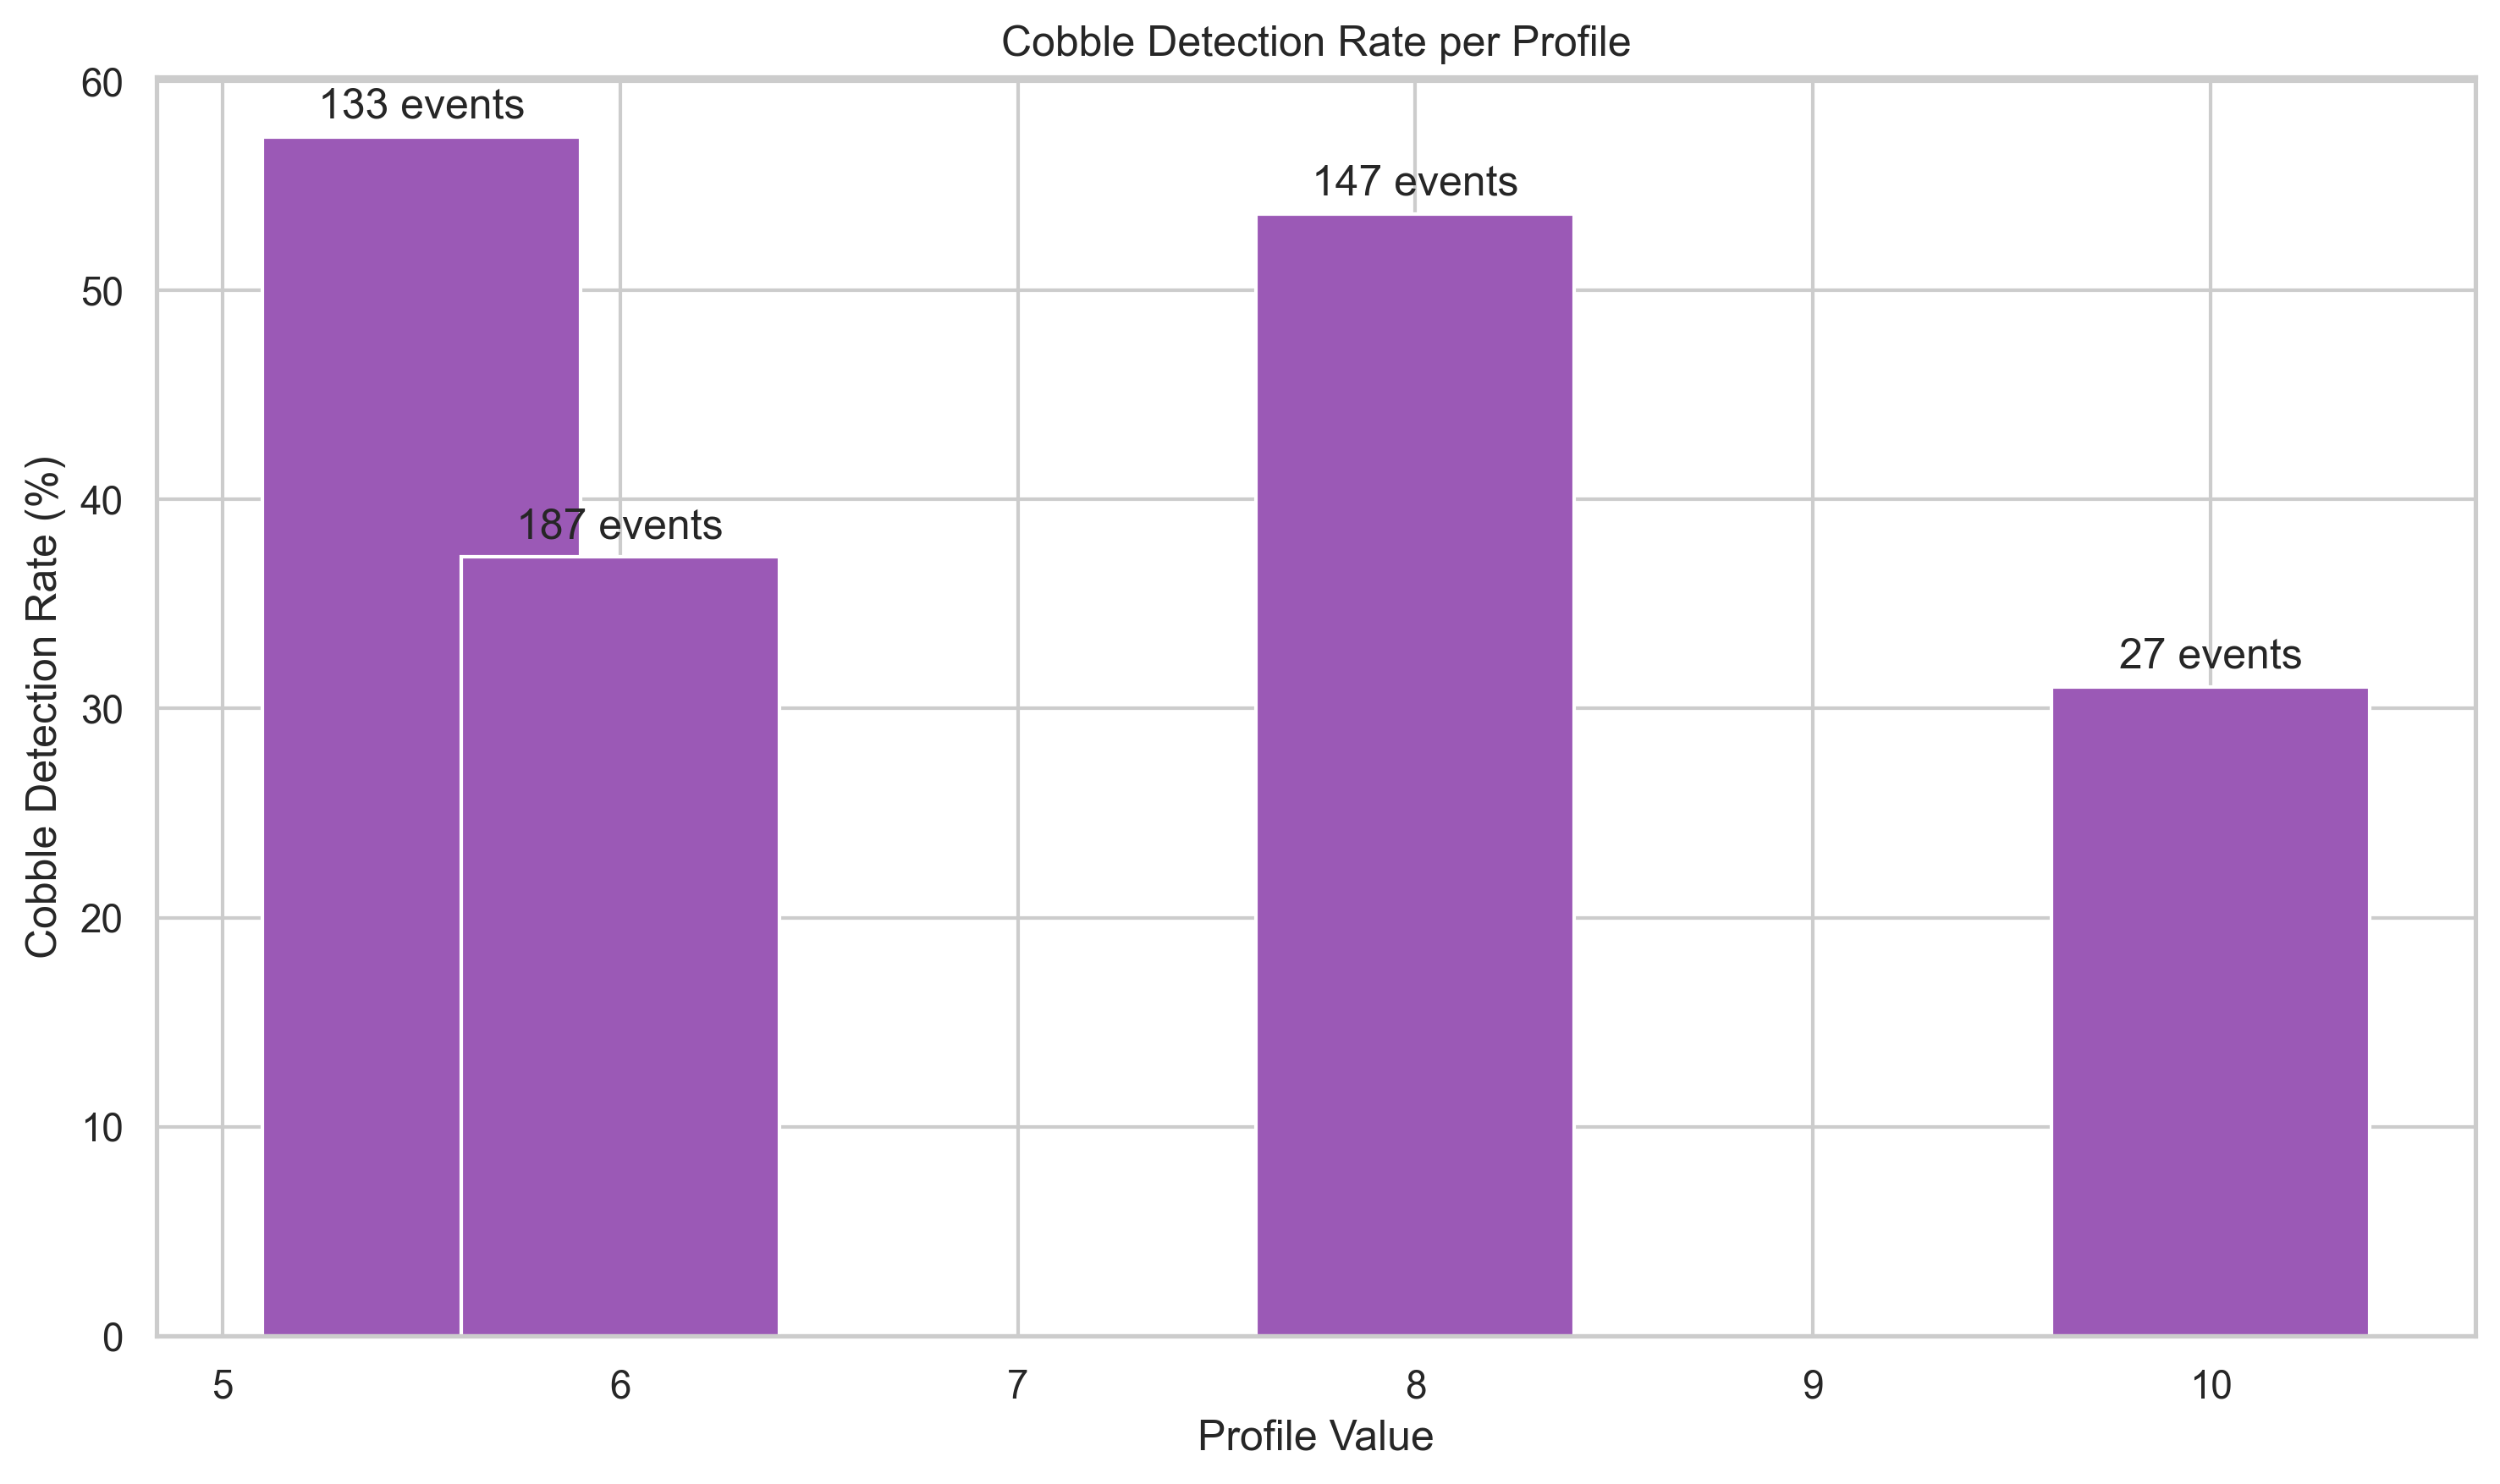 Cobble Detection Rate per Profile
60
50
40
30
20
10
0
Cobble Detection Rate (%)
133 events
187 events
147 events
27 events
5
6
7
8
9
10
Profile Value